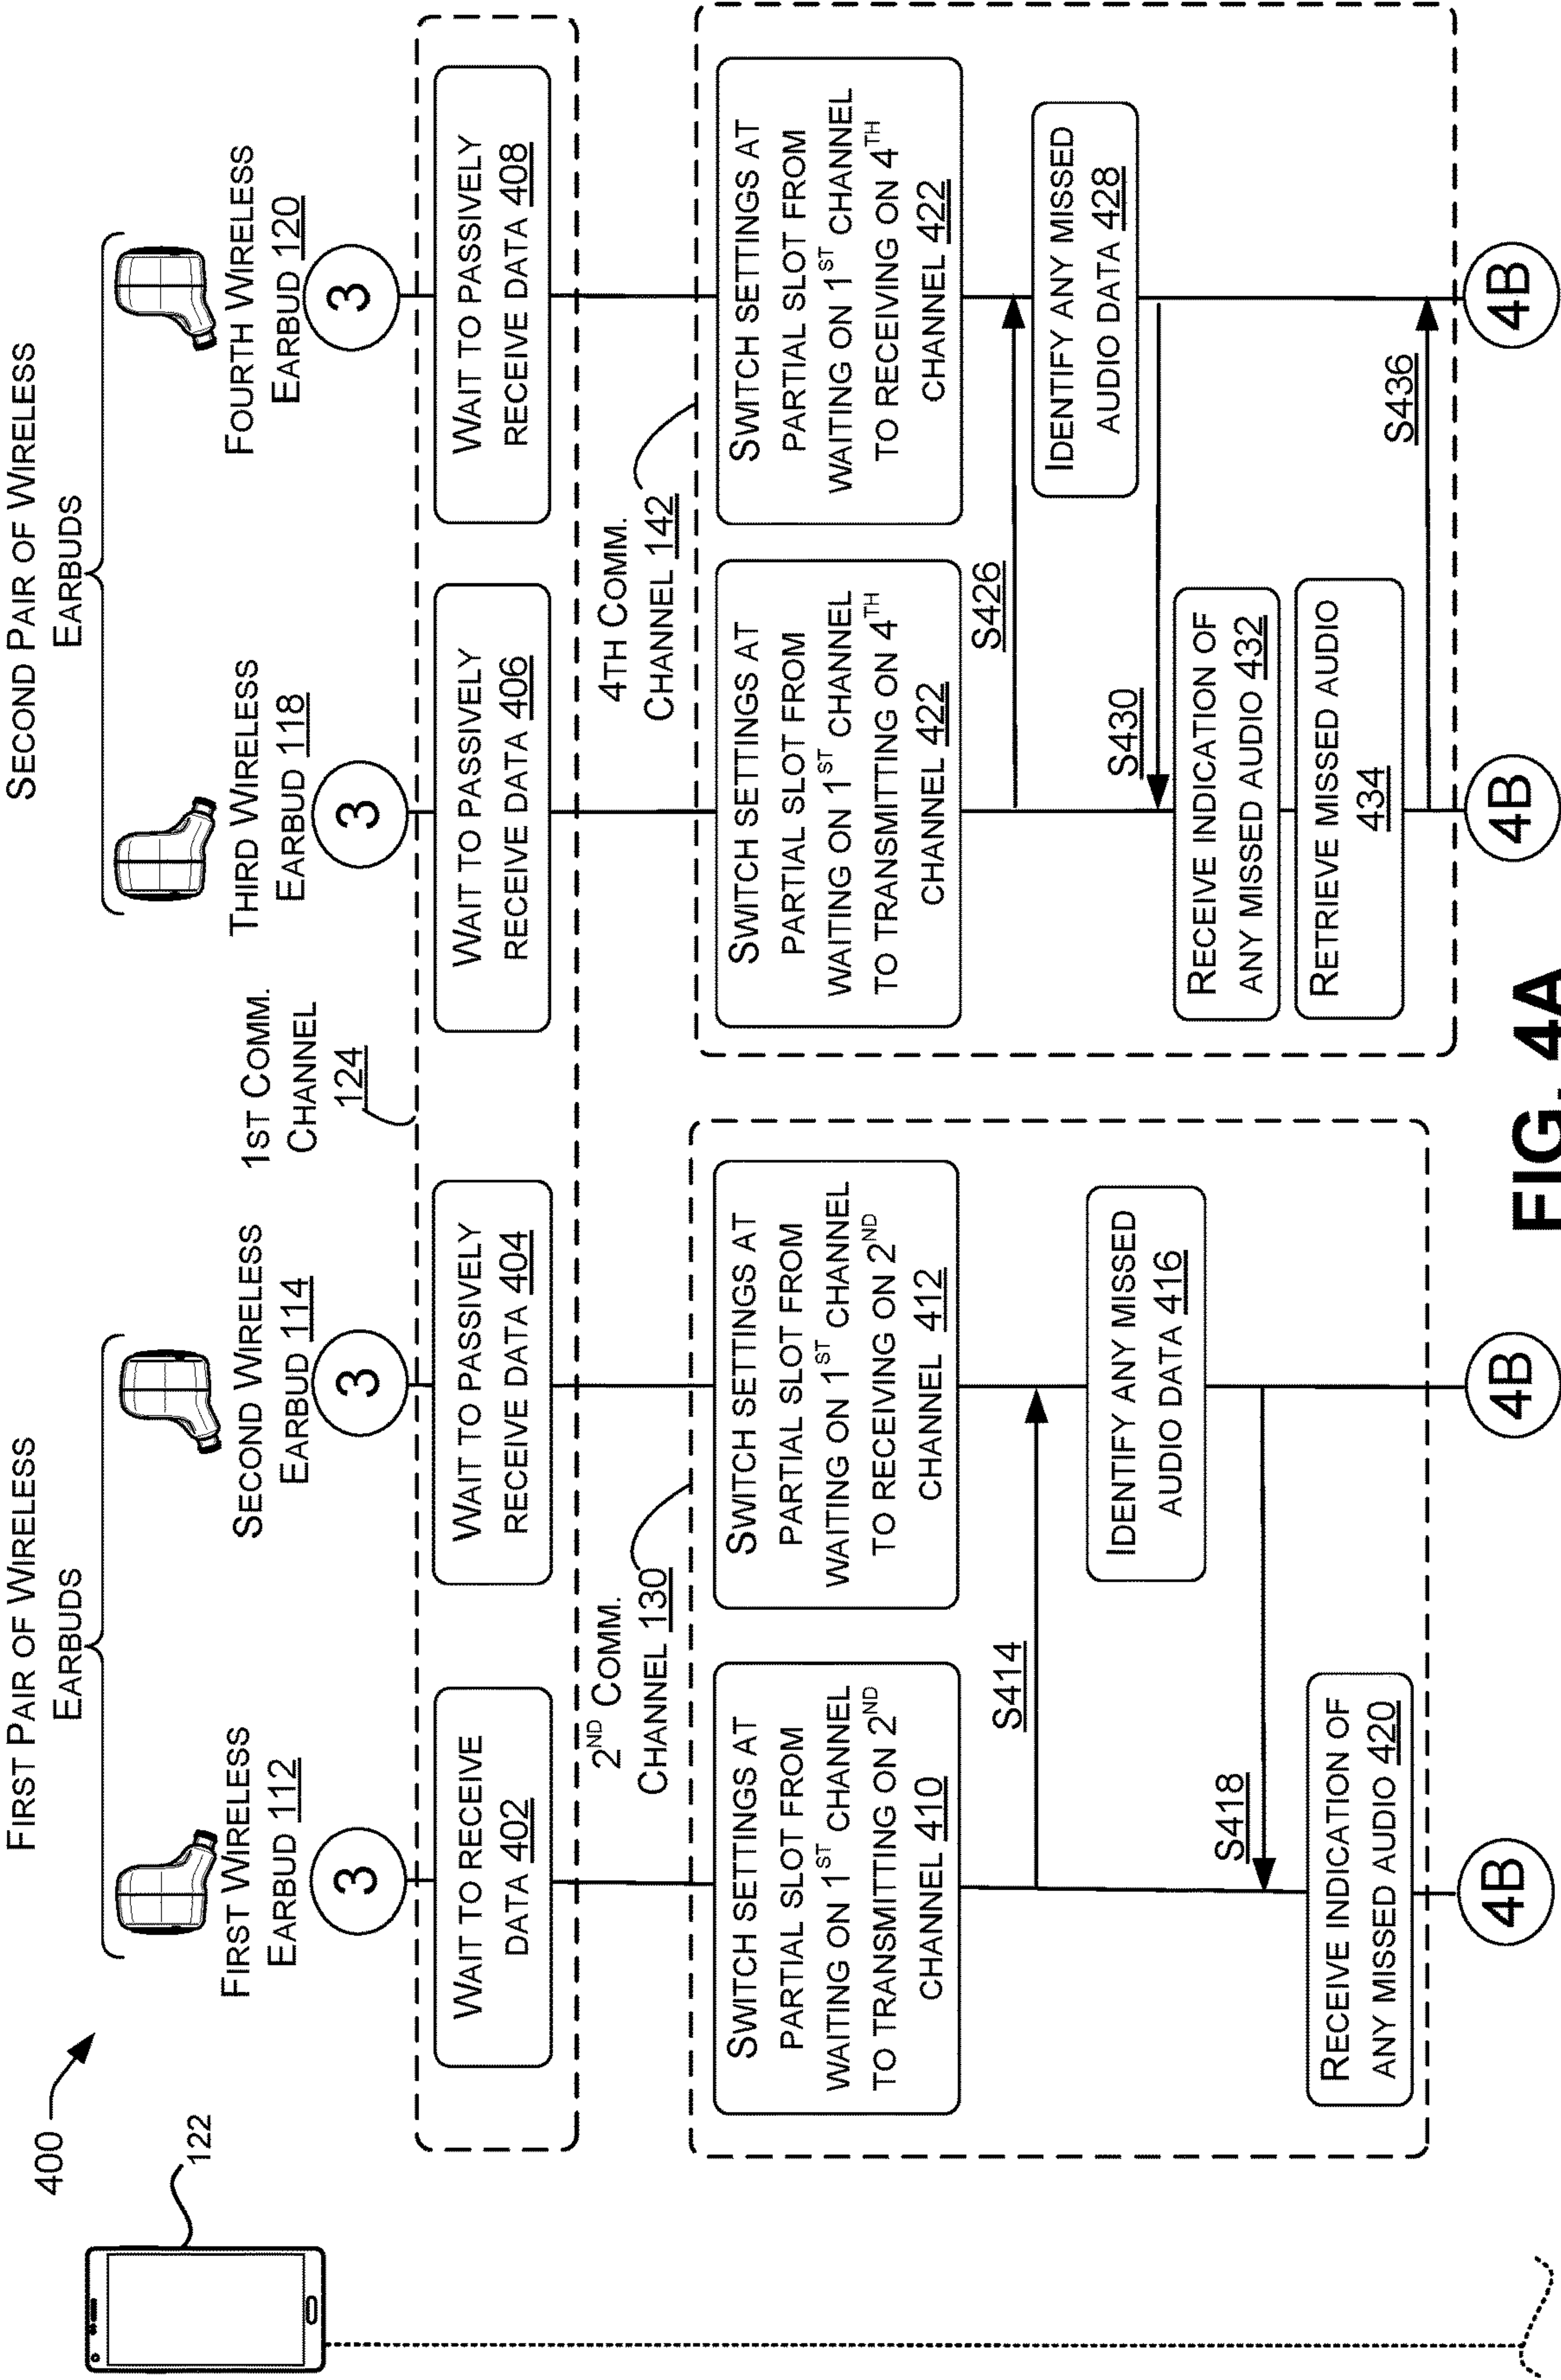 400
122
FIRST PAIR OF WIRELESS
EARBUDS
SECOND PAIR OF WIRELESS
EARBUDS
FIRST WIRELESS
EARBUD 112
SECOND WIRELESS
EARBUD 114
THIRD WIRELESS
EARBUD 118
FOURTH WIRELESS
EARBUD 120
3
3
3
3
1ST COMM.
CHANNEL
124
WAIT TO RECEIVE
DATA 402
WAIT TO PASSIVELY
RECEIVE DATA 404
WAIT TO PASSIVELY
RECEIVE DATA 406
WAIT TO PASSIVELY
RECEIVE DATA 408
2ND COMM.
CHANNEL 130
4TH COMM.
CHANNEL 142
SWITCH SETTINGS AT
PARTIAL SLOT FROM
WAITING ON 1ST CHANNEL
TO TRANSMITTING ON 2ND
CHANNEL 410
SWITCH SETTINGS AT
PARTIAL SLOT FROM
WAITING ON 1ST CHANNEL
TO RECEIVING ON 2ND
CHANNEL 412
SWITCH SETTINGS AT
PARTIAL SLOT FROM
WAITING ON 1ST CHANNEL
TO TRANSMITTING ON 4TH
CHANNEL 422
SWITCH SETTINGS AT
PARTIAL SLOT FROM
WAITING ON 1ST CHANNEL
TO RECEIVING ON 4TH
CHANNEL 422
S414
IDENTIFY ANY MISSED
AUDIO DATA 416
S418
RECEIVE INDICATION OF
ANY MISSED AUDIO 420
S426
IDENTIFY ANY MISSED
AUDIO DATA 428
S430
RECEIVE INDICATION OF
ANY MISSED AUDIO 432
RETRIEVE MISSED AUDIO
434
S436
4B
4B
4B
4B
FIG. 4A